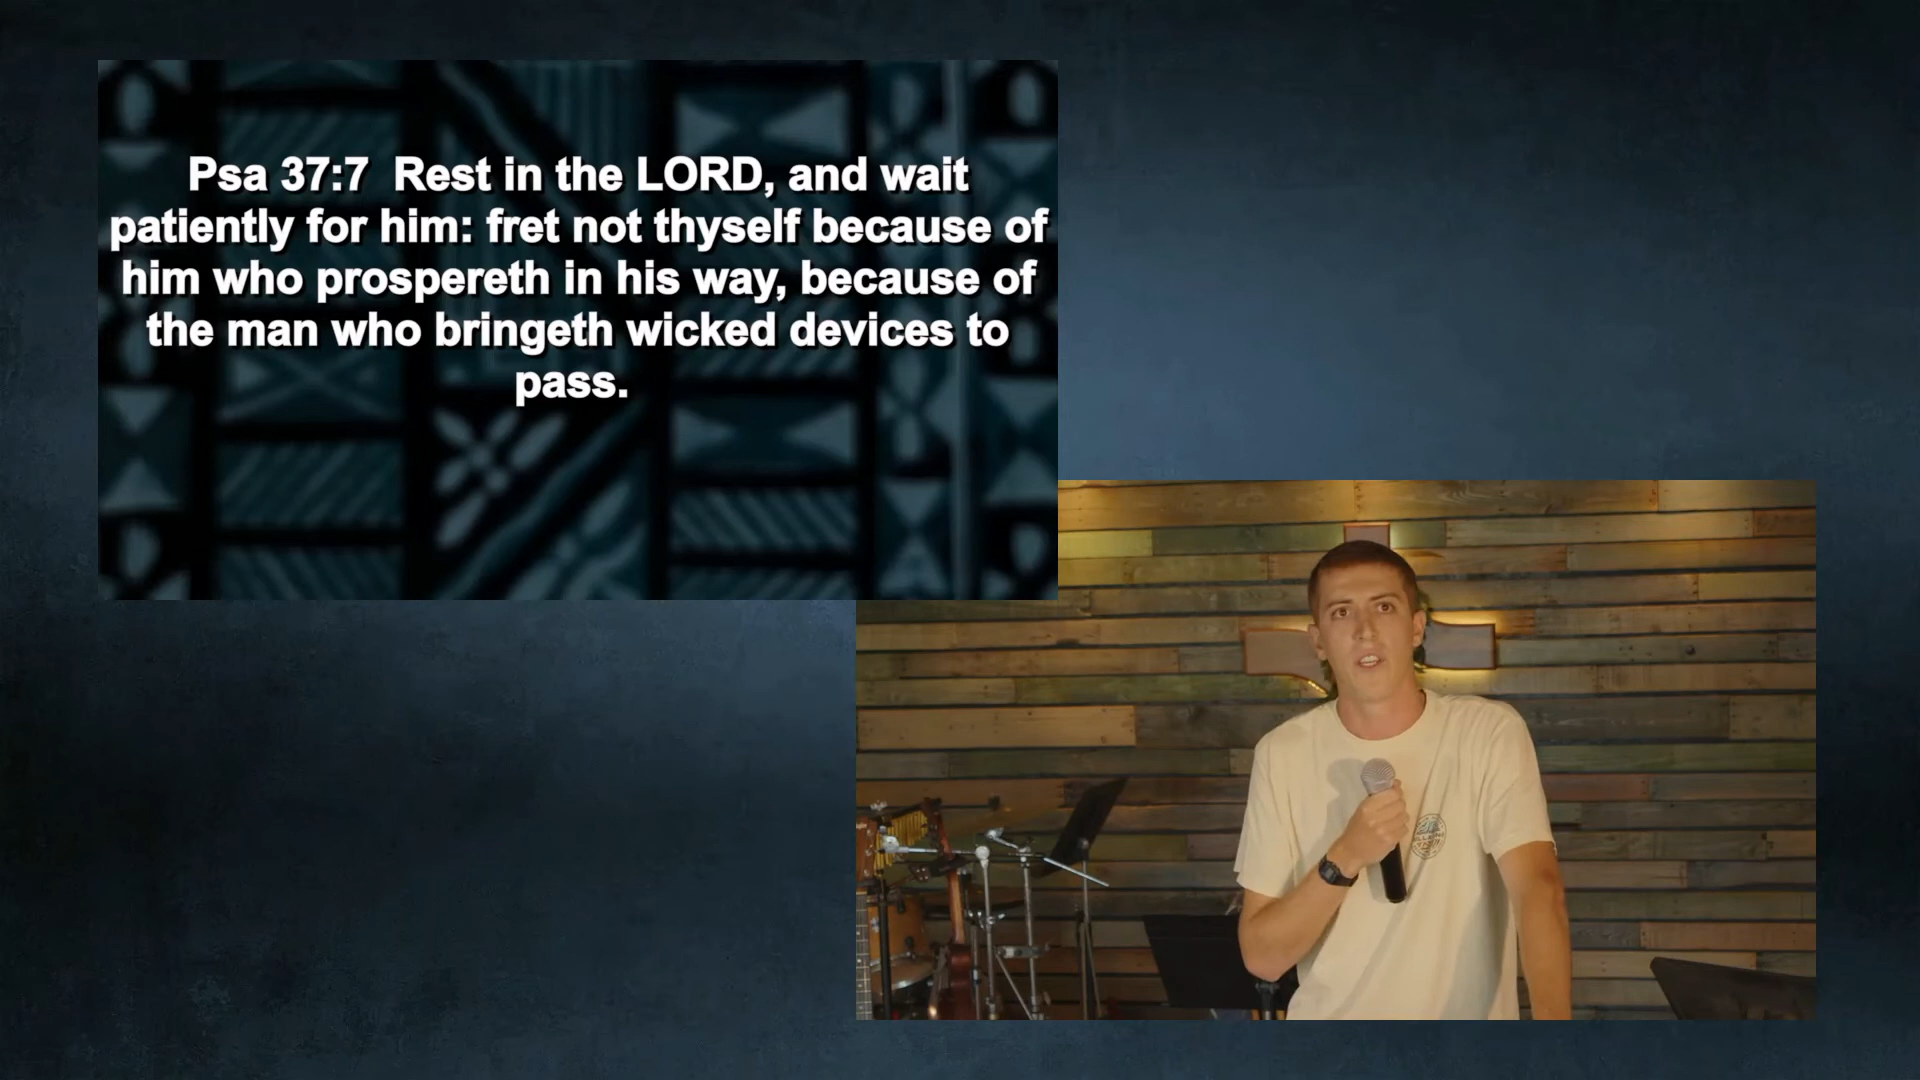 Psa 37:7  Rest in the LORD, and wait
patiently for him: fret not thyself because of
him who prospereth in his way, because of
the man who bringeth wicked devices to
pass.